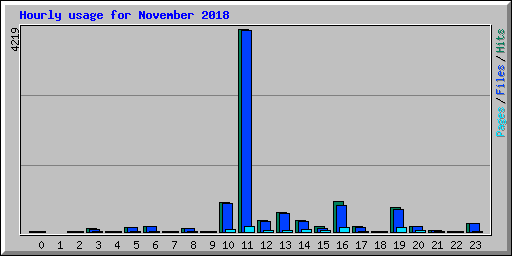 Hourly usage for November 2018
4219
Pages/Files/Hits
0 1 2 3 4 5 6 7 8 9 10 11 12 13 14 15 16 17 18 19 20 21 22 23